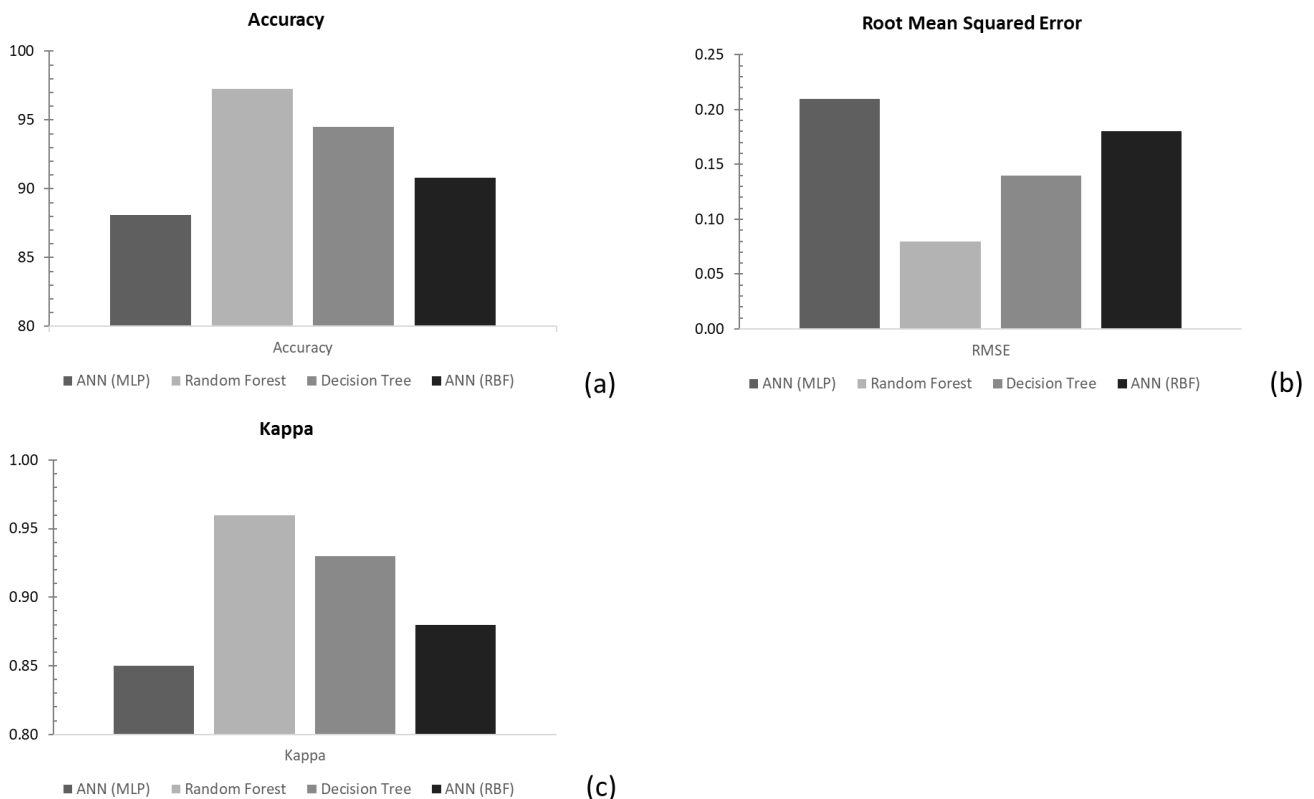 Accuracy
100
95
90
85
80
Accuracy
ANN (MLP) Random Forest Decision Tree ANN (RBF)
(a)
Root Mean Squared Error
0.25
0.20
0.15
0.10
0.05
0.00
RMSE
ANN (MLP) Random Forest Decision Tree ANN (RBF)
(b)
Kappa
1.00
0.95
0.90
0.85
0.80
Kappa
ANN (MLP) Random Forest Decision Tree ANN (RBF)
(c)